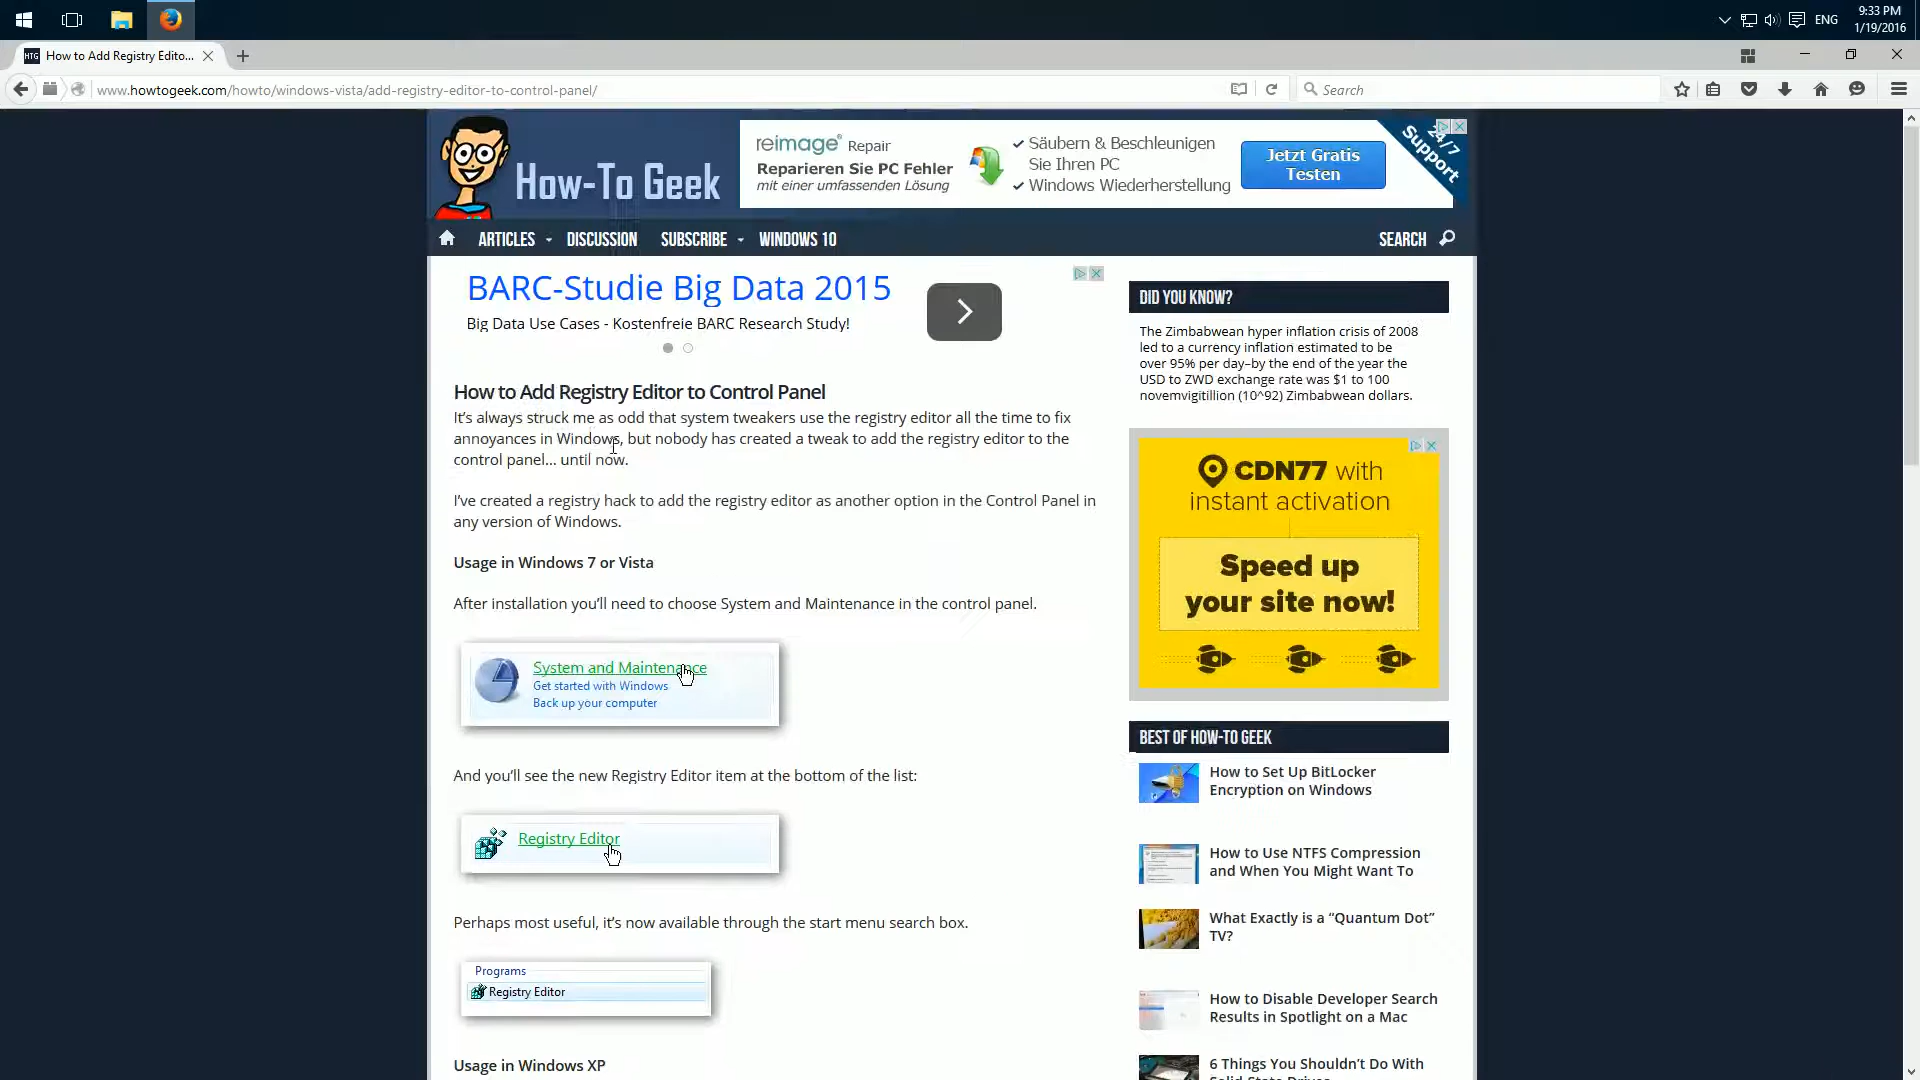 9:33 PM
ENG
1/19/2016
HTG How to Add Registry Edito...
www.howtogeek.com/howto/windows-vista/add-registry-editor-to-control-panel/
Search
How-To Geek
reimage® Repair
Reparieren Sie PC Fehler
mit einer umfassenden Lösung
Säubern & Beschleunigen
Sie Ihren PC
Windows Wiederherstellung
Jetzt Gratis
Testen
24/7
Support
ARTICLES
DISCUSSION
SUBSCRIBE
WINDOWS 10
SEARCH
BARC-Studie Big Data 2015
Big Data Use Cases - Kostenfreie BARC Research Study!
How to Add Registry Editor to Control Panel
It's always struck me as odd that system tweakers use the registry editor all the time to fix
annoyances in Windows, but nobody has created a tweak to add the registry editor to the
control panel... until now.
I've created a registry hack to add the registry editor as another option in the Control Panel in
any version of Windows.
Usage in Windows 7 or Vista
After installation you'll need to choose System and Maintenance in the control panel.
System and Maintenance
Get started with Windows
Back up your computer
And you'll see the new Registry Editor item at the bottom of the list:
Registry Editor
Perhaps most useful, it's now available through the start menu search box.
Programs
Registry Editor
Usage in Windows XP
DID YOU KNOW?
The Zimbabwean hyper inflation crisis of 2008
led to a currency inflation estimated to be
over 95% per day–by the end of the year the
USD to ZWD exchange rate was $1 to 100
novemvigitillion (10^92) Zimbabwean dollars.
CDN77 with
instant activation
Speed up
your site now!
BEST OF HOW-TO GEEK
How to Set Up BitLocker
Encryption on Windows
How to Use NTFS Compression
and When You Might Want To
What Exactly is a “Quantum Dot”
TV?
How to Disable Developer Search
Results in Spotlight on a Mac
6 Things You Shouldn't Do With
Solid-State Drives